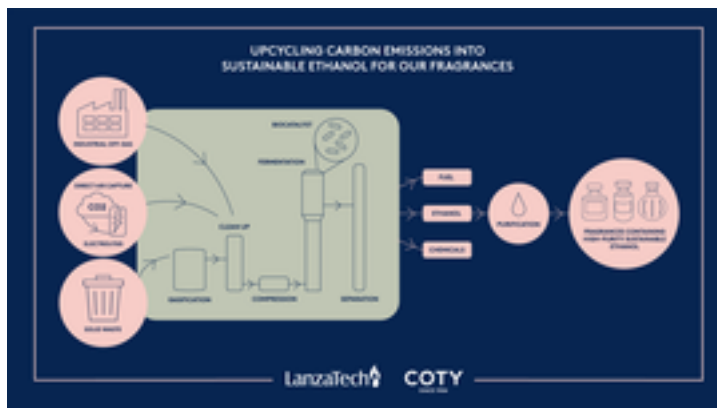 UPCYCLING CARBON EMISSIONS INTO
SUSTAINABLE ETHANOL FOR OUR FRAGRANCES
INDUSTRIAL OFF GAS
DIRECT AIR CAPTURE
CO2
ELECTROLYSIS
SOLID WASTE
GASIFICATION
CLEAN UP
COMPRESSION
BIOCATALYST
FERMENTATION
SEPARATION
FUEL
ETHANOL
CHEMICALS
PURIFICATION
FRAGRANCES CONTAINING
HIGH-PURITY SUSTAINABLE
ETHANOL
LanzaTech
COTY